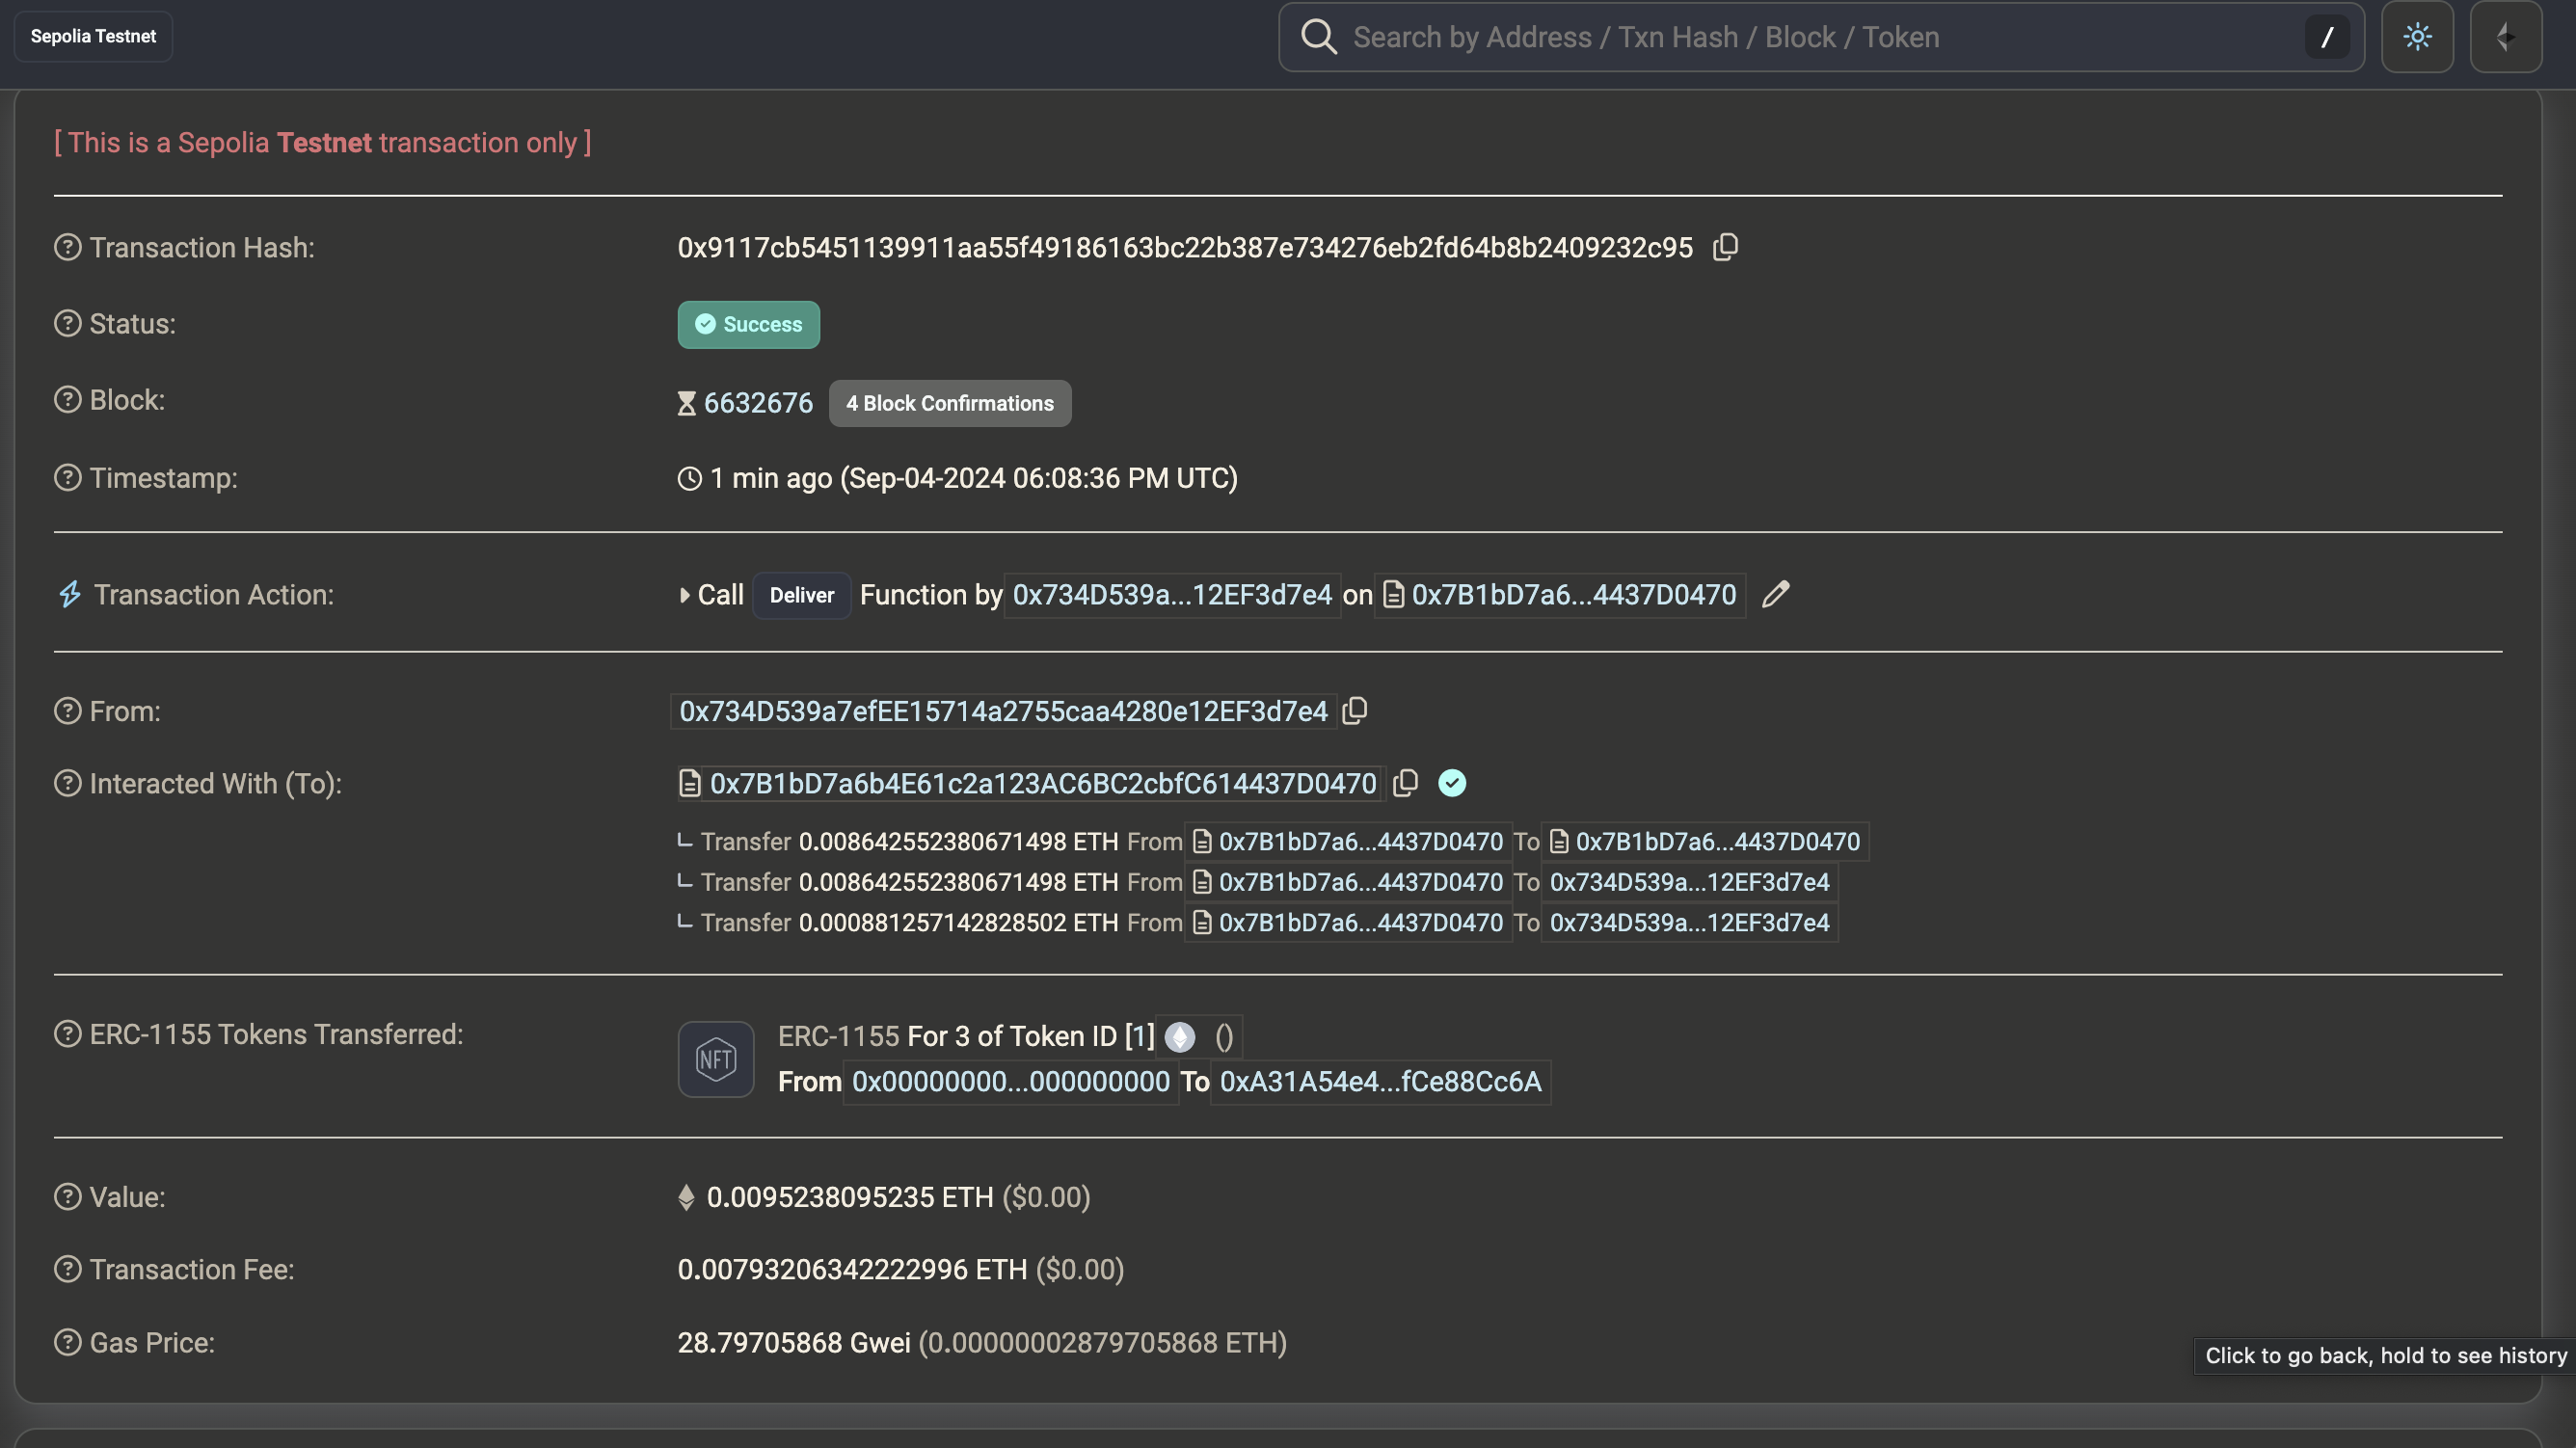 Sepolia Testnet
Search by Address / Txn Hash / Block / Token
/
[ This is a Sepolia Testnet transaction only ]
Transaction Hash: 0x9117cb5451139911aa55f49186163bc22b387e734276eb2fd64b8b2409232c95
Status: Success
Block: 6632676 4 Block Confirmations
Timestamp: 1 min ago (Sep-04-2024 06:08:36 PM UTC)
Transaction Action: Call Deliver Function by 0x734D539a...12EF3d7e4 on 0x7B1bD7a6...4437D0470
From: 0x734D539a7efEE15714a2755caa4280e12EF3d7e4
Interacted With (To): 0x7B1bD7a6b4E61c2a123AC6BC2cbfC614437D0470
Transfer 0.008642552380671498 ETH From 0x7B1bD7a6...4437D0470 To 0x7B1bD7a6...4437D0470
Transfer 0.008642552380671498 ETH From 0x7B1bD7a6...4437D0470 To 0x734D539a...12EF3d7e4
Transfer 0.000881257142828502 ETH From 0x7B1bD7a6...4437D0470 To 0x734D539a...12EF3d7e4
ERC-1155 Tokens Transferred: NFT ERC-1155 For 3 of Token ID [1] ()
From 0x00000000...000000000 To 0xA31A54e4...fCe88Cc6A
Value: 0.0095238095235 ETH ($0.00)
Transaction Fee: 0.00793206342222996 ETH ($0.00)
Gas Price: 28.79705868 Gwei (0.00000002879705868 ETH)
Click to go back, hold to see history